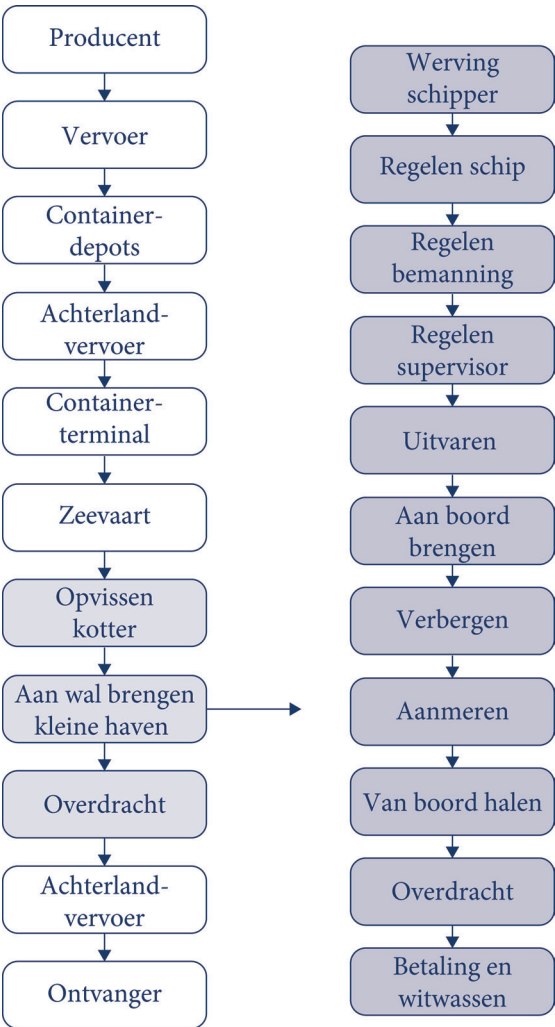 Producent
Vervoer
Container-
depots
Achterland-
vervoer
Container-
terminal
Zeevaart
Opvissen
kotter
Aan wal brengen
kleine haven
Overdracht
Achterland-
vervoer
Ontvanger
Werving
schipper
Regelen schip
Regelen
bemanning
Regelen
supervisor
Uitvaren
Aan boord
brengen
Verbergen
Aanmeren
Van boord halen
Overdracht
Betaling en
witwassen